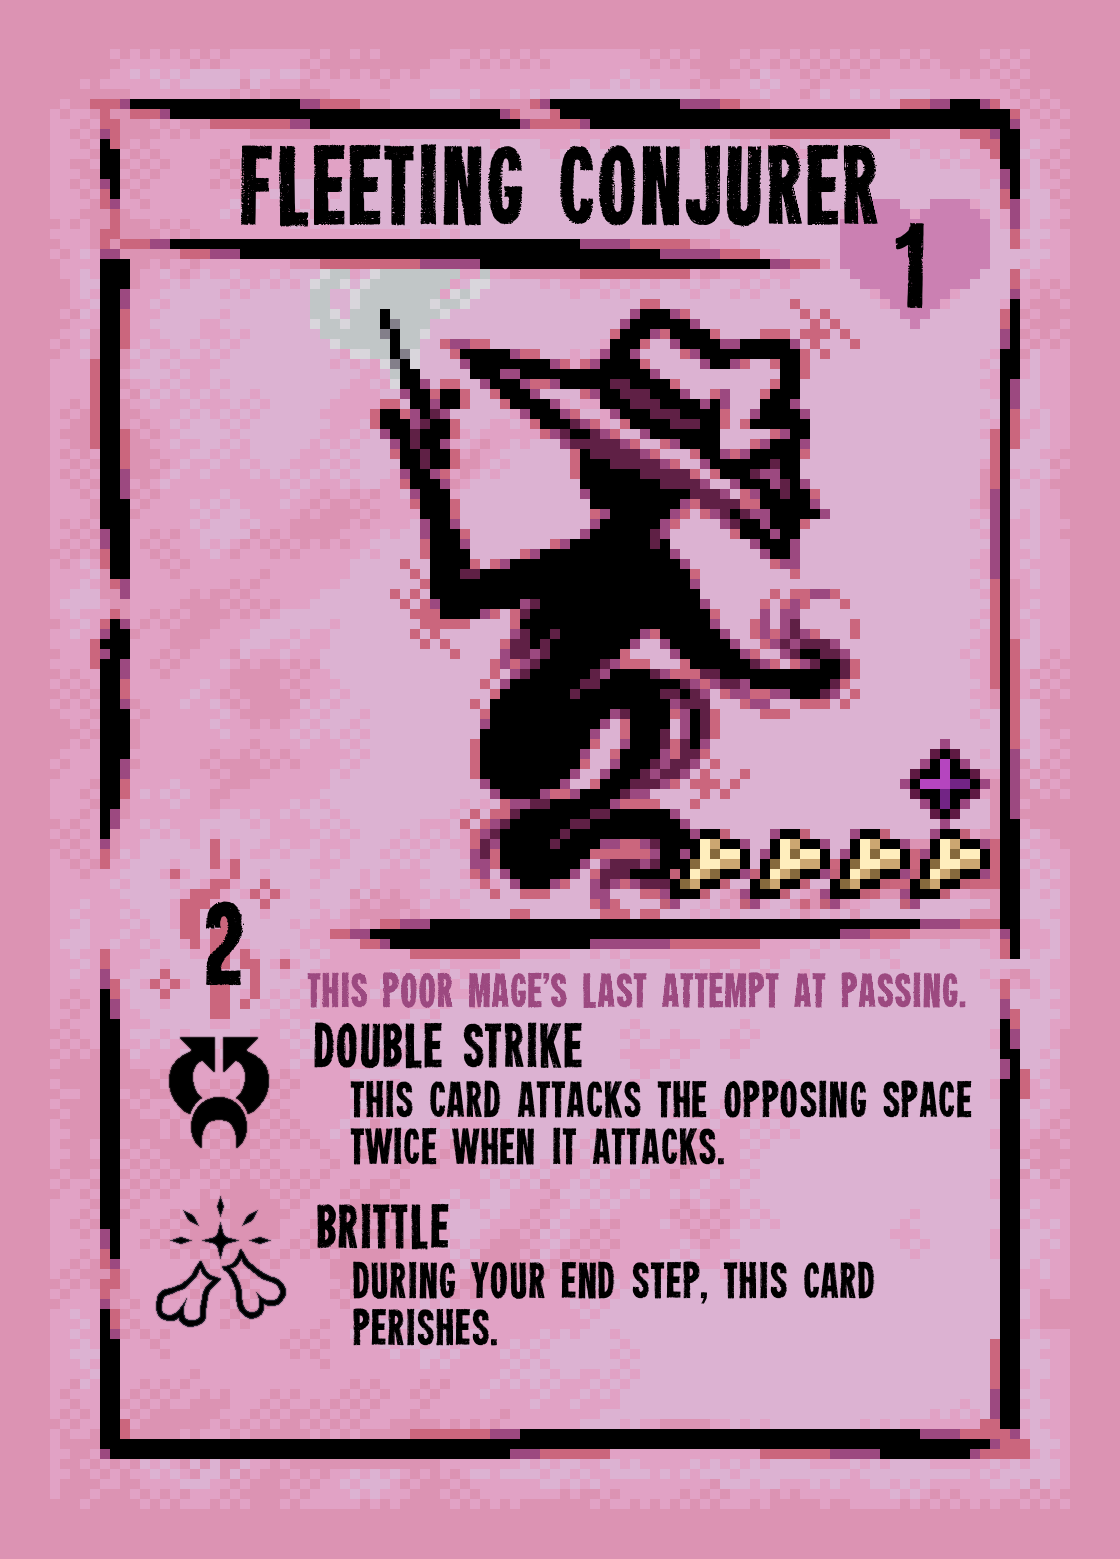 FLEETING CONJURER
1
2
THIS POOR MAGE'S LAST ATTEMPT AT PASSING.
DOUBLE STRIKE
THIS CARD ATTACKS THE OPPOSING SPACE
TWICE WHEN IT ATTACKS.
BRITTLE
DURING YOUR END STEP, THIS CARD
PERISHES.